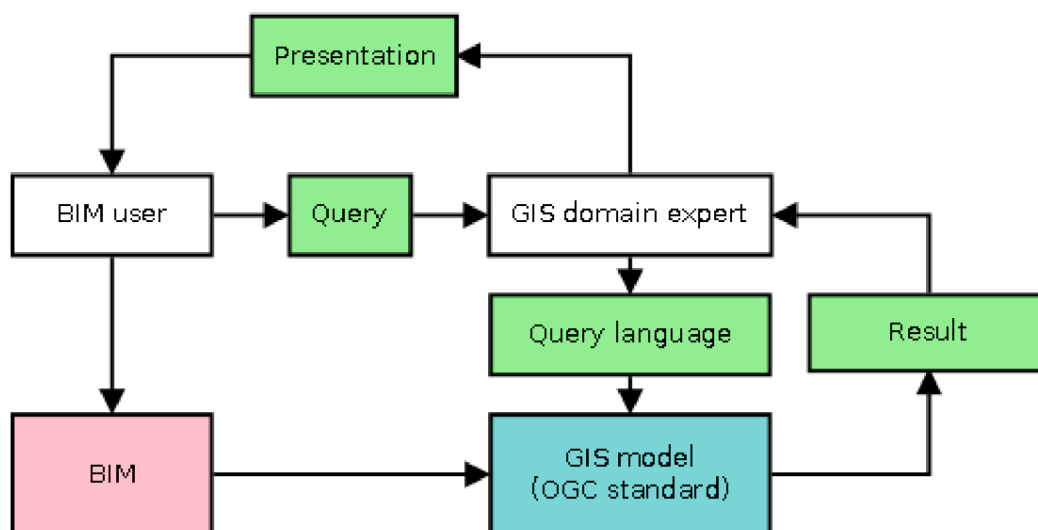 Presentation
BIM user
Query
GIS domain expert
Query language
Result
BIM
GIS model
(OGC standard)